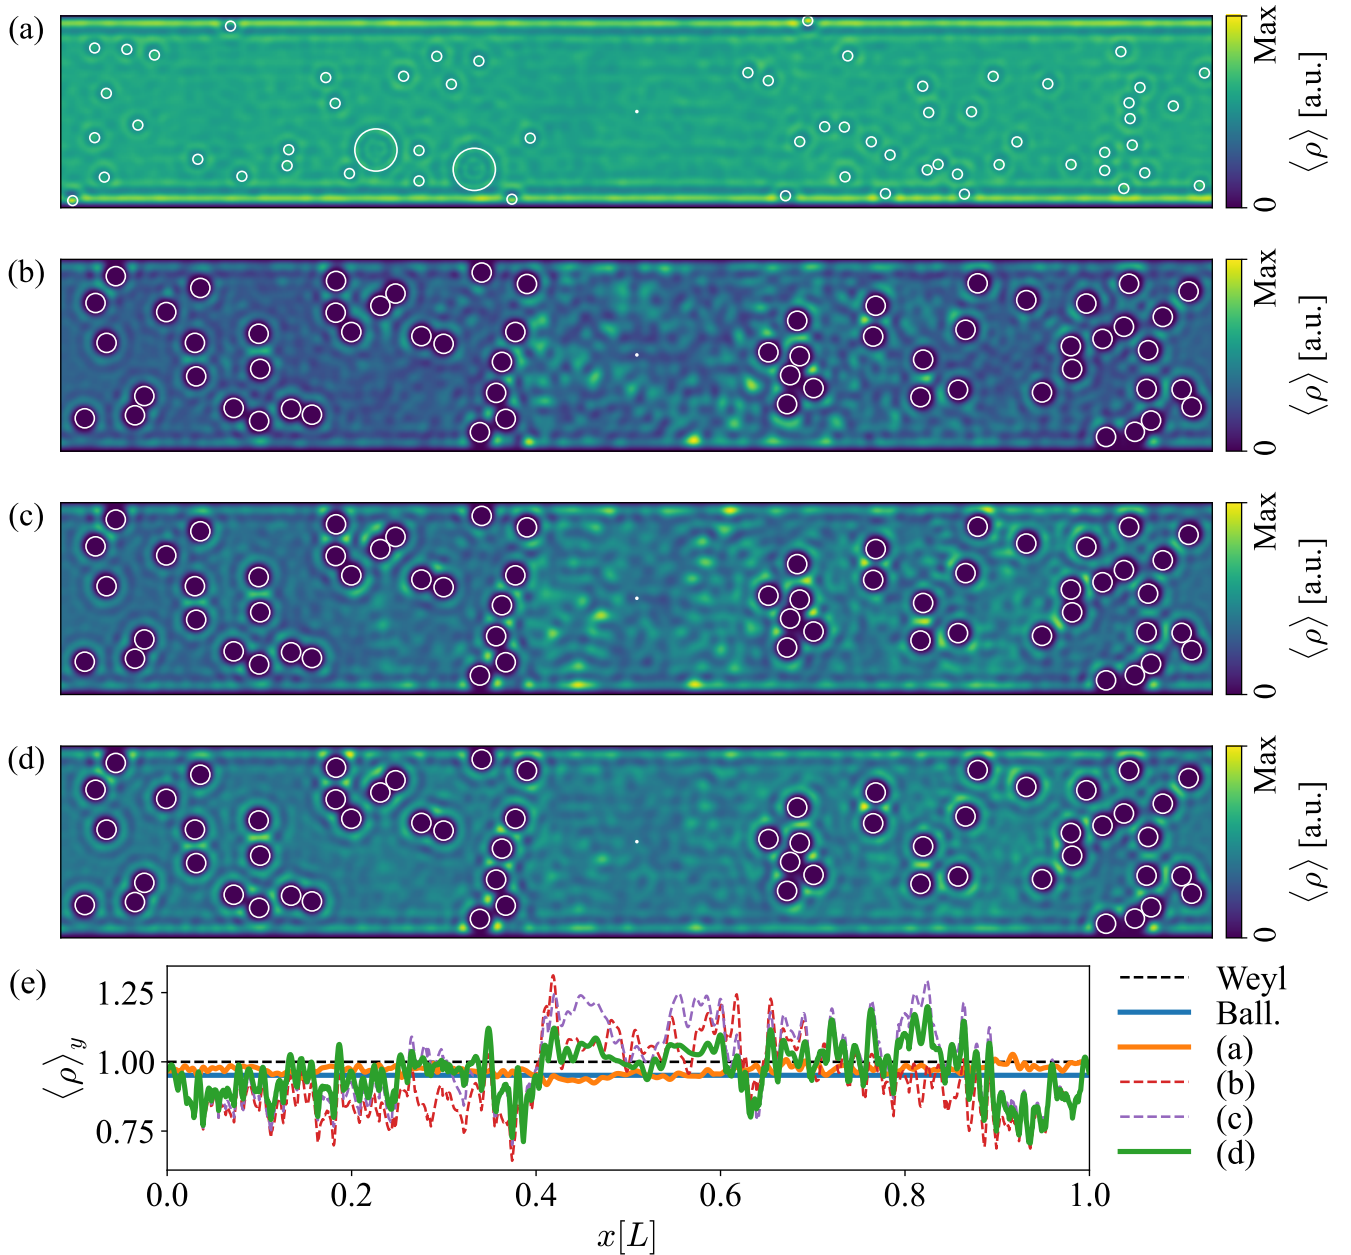 (a)
Max
0
⟨ρ⟩ [a.u.]
(b)
Max
0
⟨ρ⟩ [a.u.]
(c)
Max
0
⟨ρ⟩ [a.u.]
(d)
Max
0
⟨ρ⟩ [a.u.]
(e)
⟨ρ⟩y
1.25
1.00
0.75
0.0 0.2 0.4 0.6 0.8 1.0
x[L]
Weyl
Ball.
(a)
(b)
(c)
(d)